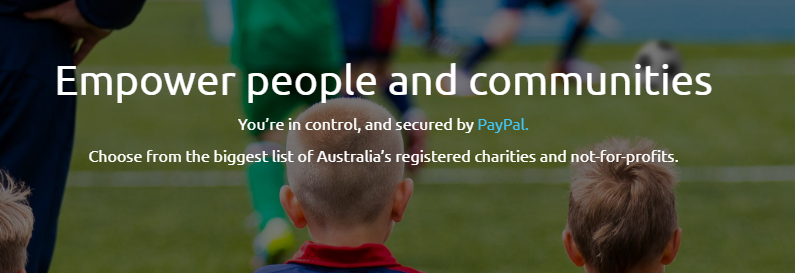 Empower people and communities
You’re in control, and secured by PayPal.
Choose from the biggest list of Australia’s registered charities and not-for-profits.